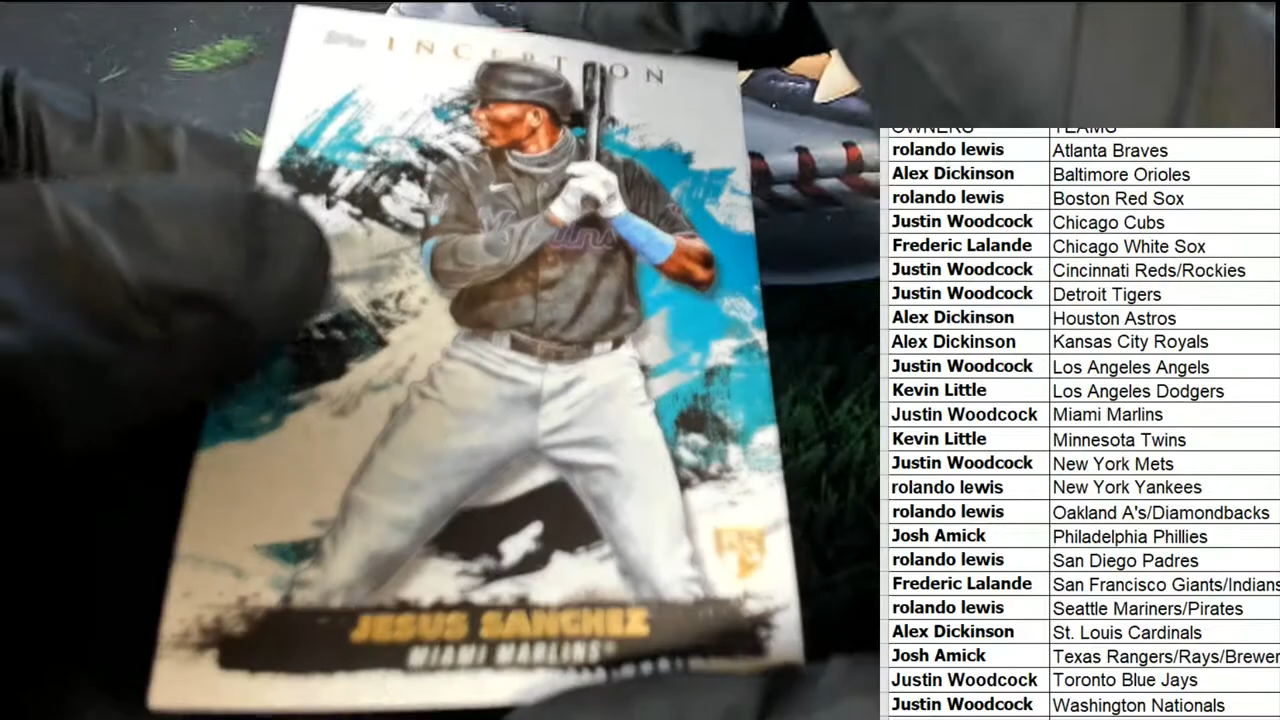 INCEPTION
Marlins
RC
JESUS SANCHEZ
MIAMI MARLINS
OWNERS TEAMS
rolando lewis Atlanta Braves
Alex Dickinson Baltimore Orioles
rolando lewis Boston Red Sox
Justin Woodcock Chicago Cubs
Frederic Lalande Chicago White Sox
Justin Woodcock Cincinnati Reds/Rockies
Justin Woodcock Detroit Tigers
Alex Dickinson Houston Astros
Alex Dickinson Kansas City Royals
Justin Woodcock Los Angeles Angels
Kevin Little Los Angeles Dodgers
Justin Woodcock Miami Marlins
Kevin Little Minnesota Twins
Justin Woodcock New York Mets
rolando lewis New York Yankees
rolando lewis Oakland A's/Diamondbacks
Josh Amick Philadelphia Phillies
rolando lewis San Diego Padres
Frederic Lalande San Francisco Giants/Indians
rolando lewis Seattle Mariners/Pirates
Alex Dickinson St. Louis Cardinals
Josh Amick Texas Rangers/Rays/Brewer
Justin Woodcock Toronto Blue Jays
Justin Woodcock Washington Nationals